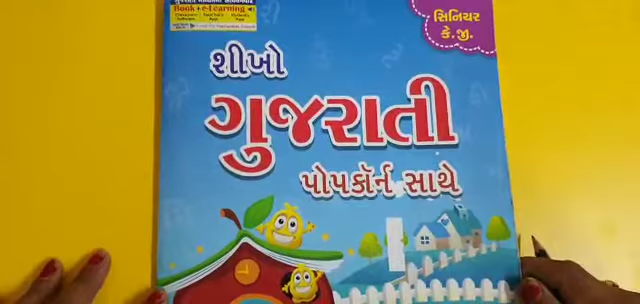 Book + e-Learning
સિનિયર
કે.જી.
શીખો
ગુજરાતી
પોપકૉર્ન સાથે